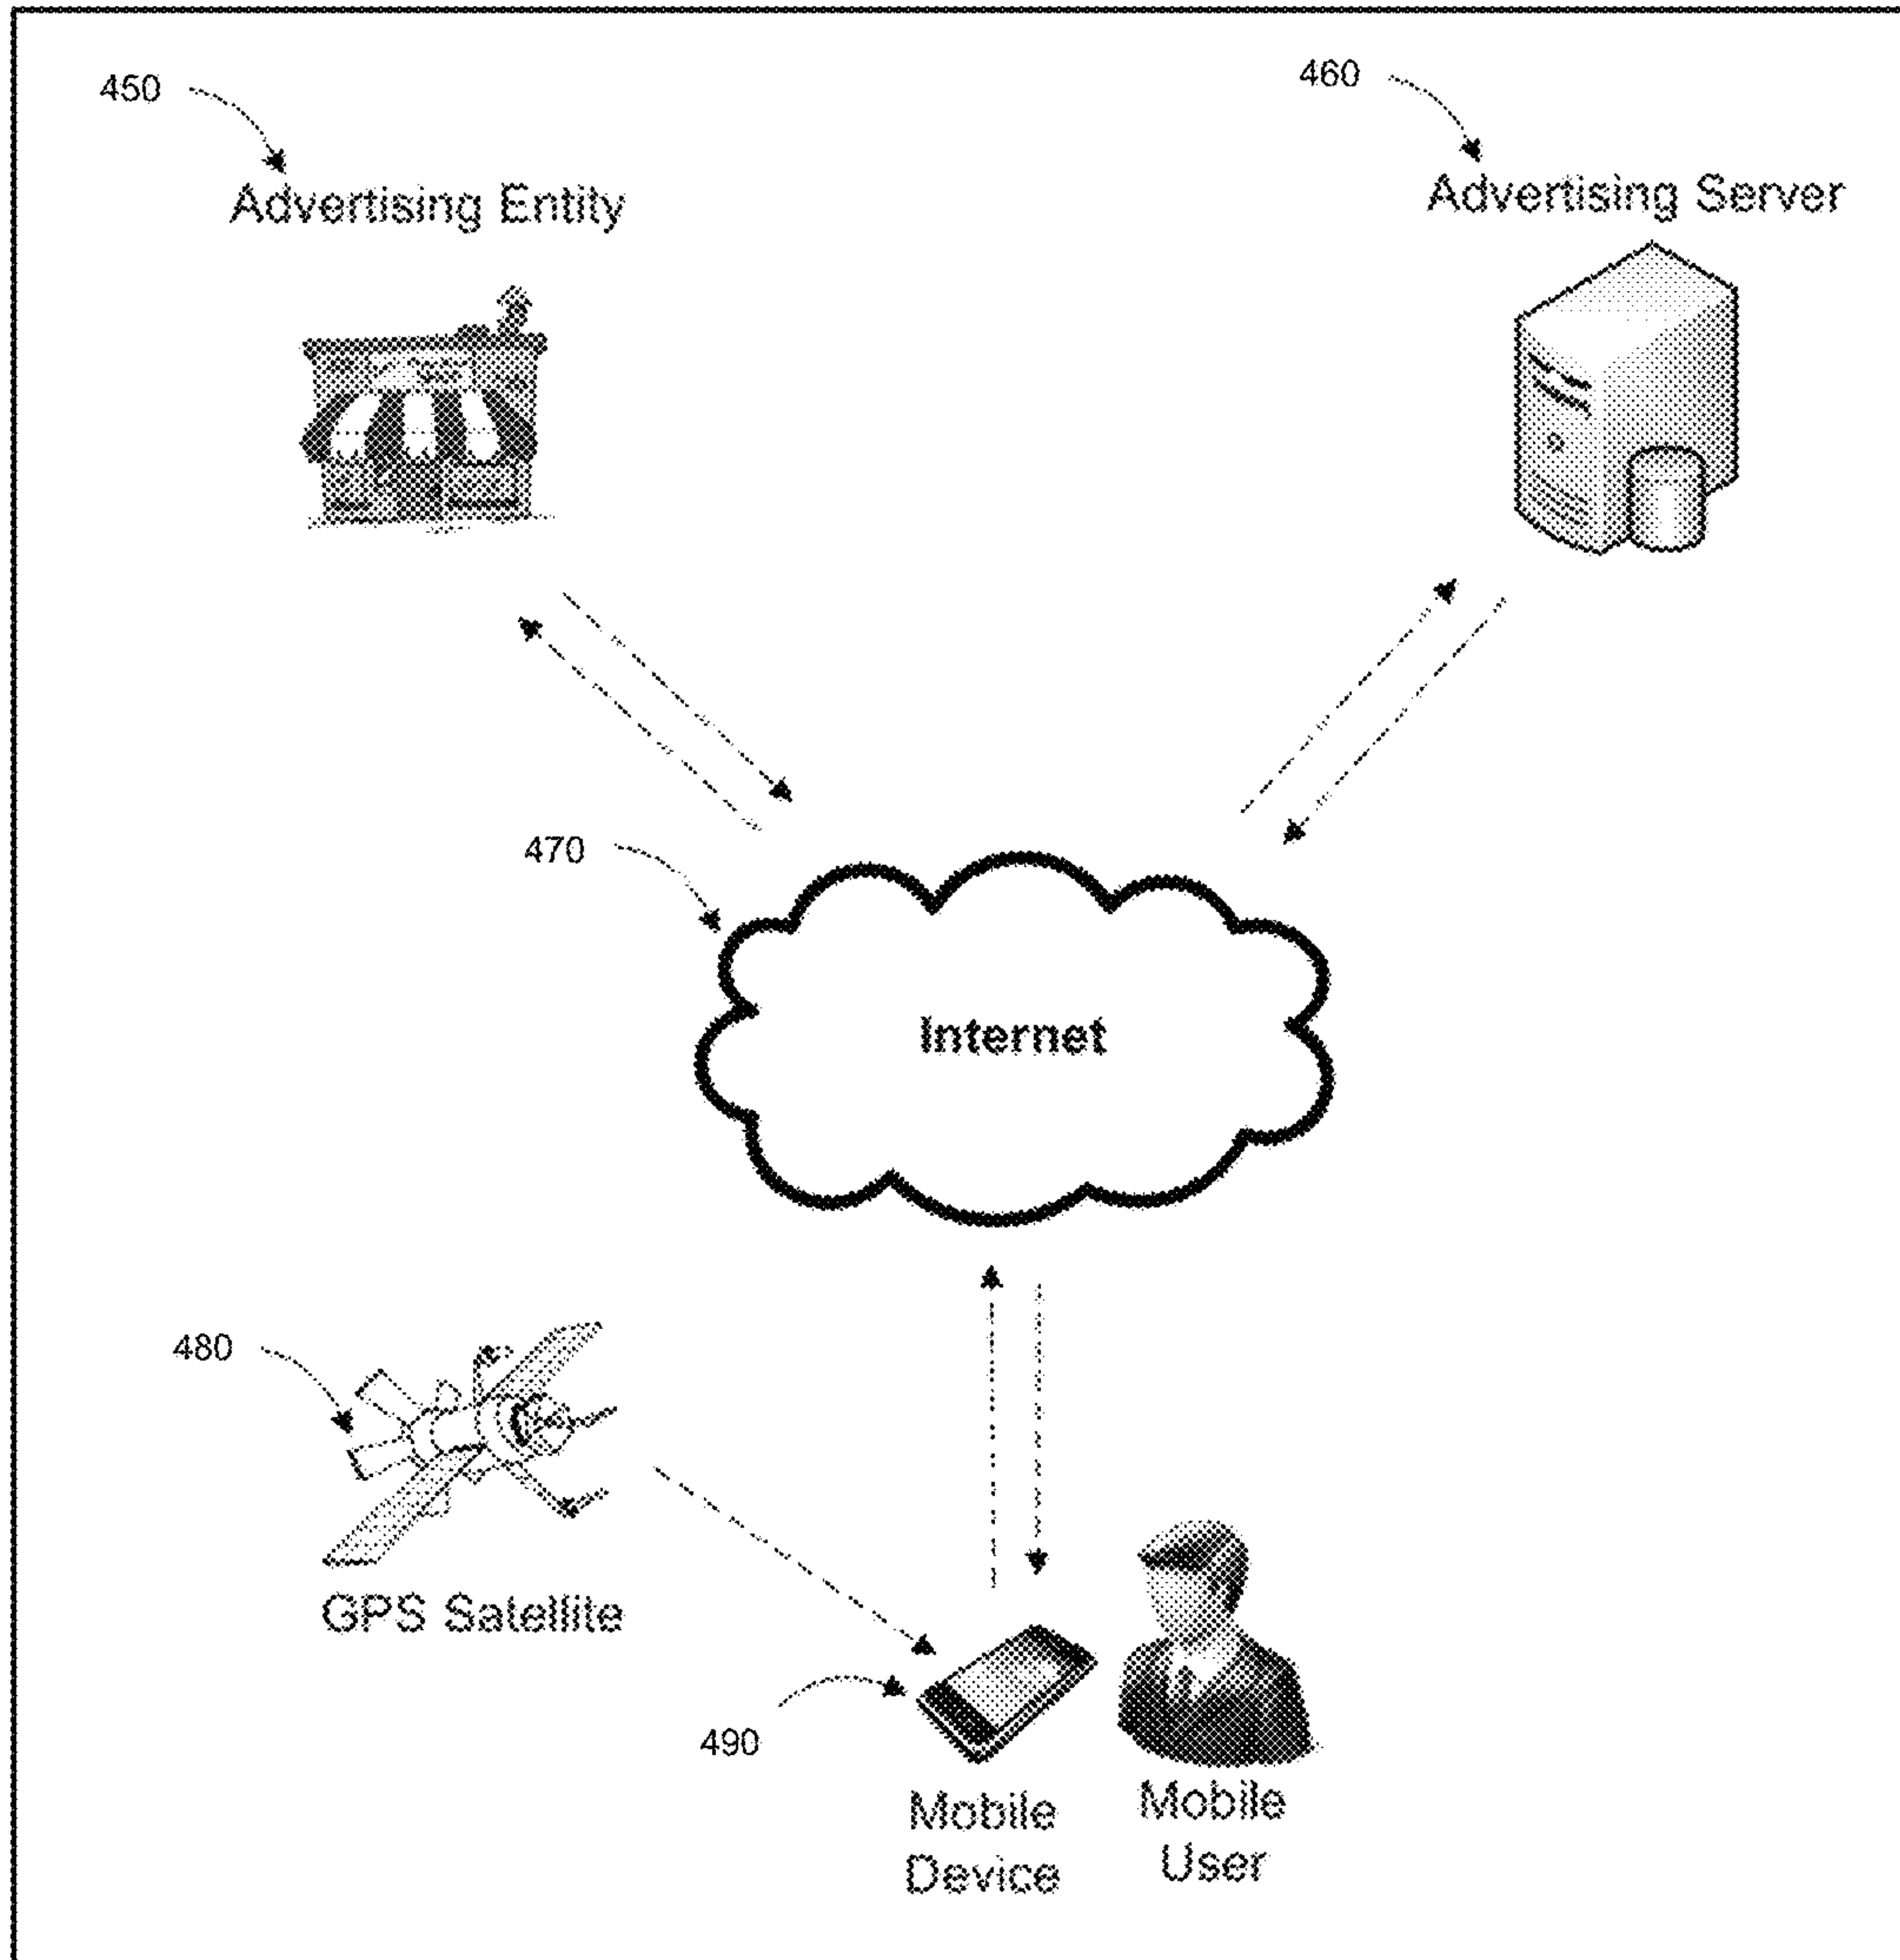 450
460
Advertising Entity
Advertising Server
470
Internet
480
GPS Satellite
490
Mobile
Device
Mobile
User